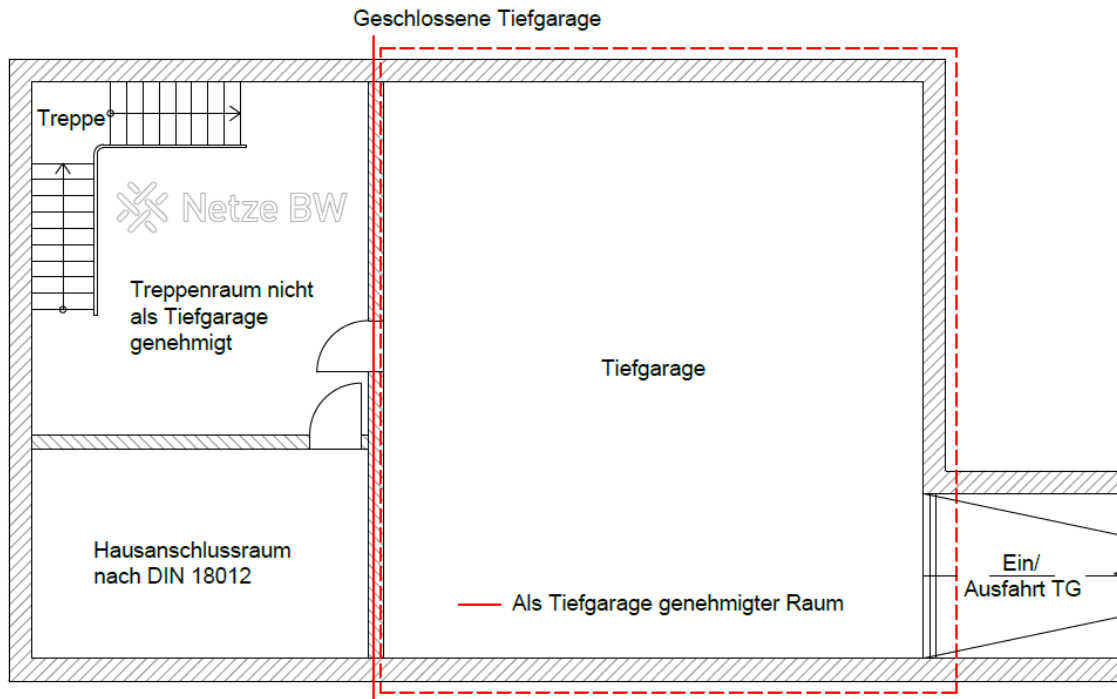 Geschlossene Tiefgarage
Treppe
Netze BW
Treppenraum nicht
als Tiefgarage
genehmigt
Tiefgarage
Hausanschlussraum
nach DIN 18012
Als Tiefgarage genehmigter Raum
Ein/
Ausfahrt TG